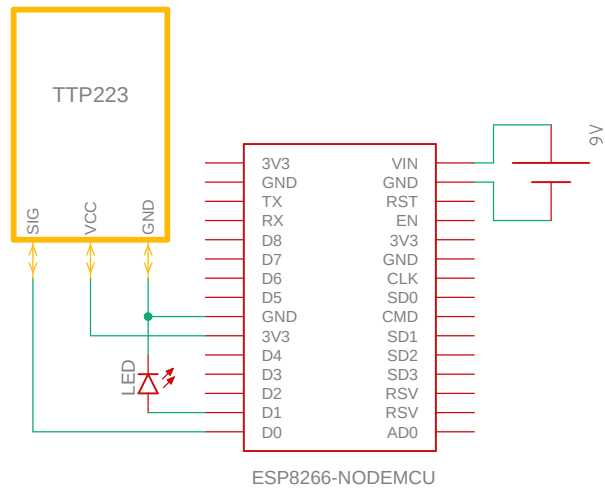 TTP223
SIG
VCC
GND
9V
3V3
GND
TX
RX
D8
D7
D6
D5
GND
3V3
D4
D3
D2
D1
D0
VIN
GND
RST
EN
3V3
GND
CLK
SD0
CMD
SD1
SD2
SD3
RSV
RSV
AD0
LED
ESP8266-NODEMCU